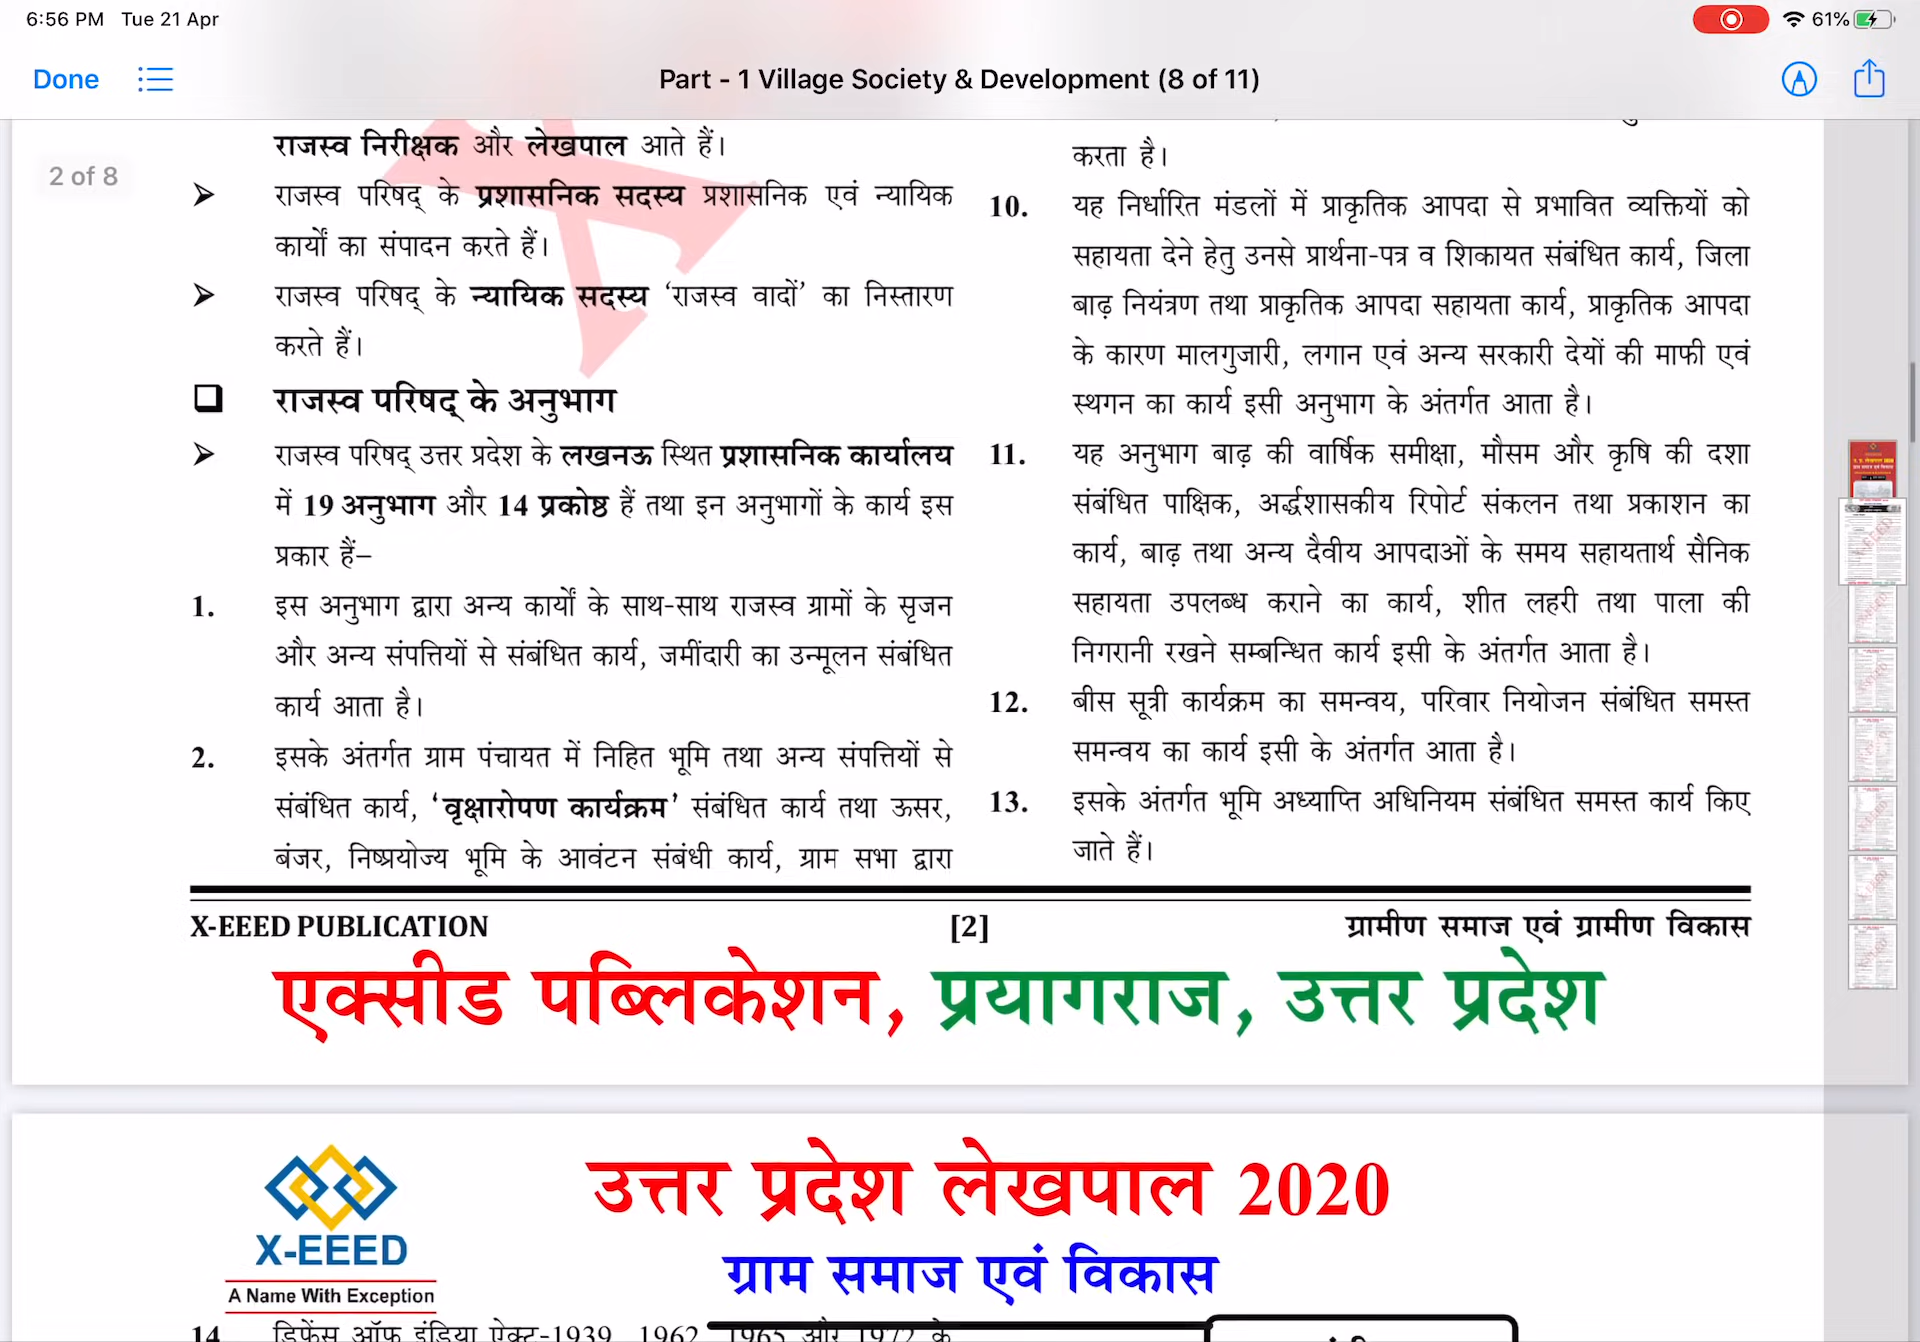 6:56 PM Tue 21 Apr
61%
Done
Part - 1 Village Society & Development (8 of 11)
2 of 8
राजस्व निरीक्षक और लेखपाल आते हैं।
➤ राजस्व परिषद् के प्रशासनिक सदस्य प्रशासनिक एवं न्यायिक
कार्यों का संपादन करते हैं।
➤ राजस्व परिषद् के न्यायिक सदस्य ‘राजस्व वादों’ का निस्तारण
करते हैं।
❑ राजस्व परिषद् के अनुभाग
➤ राजस्व परिषद् उत्तर प्रदेश के लखनऊ स्थित प्रशासनिक कार्यालय
में 19 अनुभाग और 14 प्रकोष्ठ हैं तथा इन अनुभागों के कार्य इस
प्रकार हैं–
1. इस अनुभाग द्वारा अन्य कार्यों के साथ-साथ राजस्व ग्रामों के सृजन
और अन्य संपत्तियों से संबंधित कार्य, जमींदारी का उन्मूलन संबंधित
कार्य आता है।
2. इसके अंतर्गत ग्राम पंचायत में निहित भूमि तथा अन्य संपत्तियों से
संबंधित कार्य, ‘वृक्षारोपण कार्यक्रम’ संबंधित कार्य तथा ऊसर,
बंजर, निष्प्रयोज्य भूमि के आवंटन संबंधी कार्य, ग्राम सभा द्वारा
करता है।
10. यह निर्धारित मंडलों में प्राकृतिक आपदा से प्रभावित व्यक्तियों को
सहायता देने हेतु उनसे प्रार्थना-पत्र व शिकायत संबंधित कार्य, जिला
बाढ़ नियंत्रण तथा प्राकृतिक आपदा सहायता कार्य, प्राकृतिक आपदा
के कारण मालगुजारी, लगान एवं अन्य सरकारी देयों की माफी एवं
स्थगन का कार्य इसी अनुभाग के अंतर्गत आता है।
11. यह अनुभाग बाढ़ की वार्षिक समीक्षा, मौसम और कृषि की दशा
संबंधित पाक्षिक, अर्द्धशासकीय रिपोर्ट संकलन तथा प्रकाशन का
कार्य, बाढ़ तथा अन्य दैवीय आपदाओं के समय सहायतार्थ सैनिक
सहायता उपलब्ध कराने का कार्य, शीत लहरी तथा पाला की
निगरानी रखने सम्बन्धित कार्य इसी के अंतर्गत आता है।
12. बीस सूत्री कार्यक्रम का समन्वय, परिवार नियोजन संबंधित समस्त
समन्वय का कार्य इसी के अंतर्गत आता है।
13. इसके अंतर्गत भूमि अध्याप्ति अधिनियम संबंधित समस्त कार्य किए
जाते हैं।
X-EEED PUBLICATION [2] ग्रामीण समाज एवं ग्रामीण विकास
एक्सीड पब्लिकेशन, प्रयागराज, उत्तर प्रदेश
X-EEED
A Name With Exception
उत्तर प्रदेश लेखपाल 2020
ग्राम समाज एवं विकास
14 डिफेंस ऑफ इंडिया ऐक्ट-1939, 1962, 1965 और 1972 के